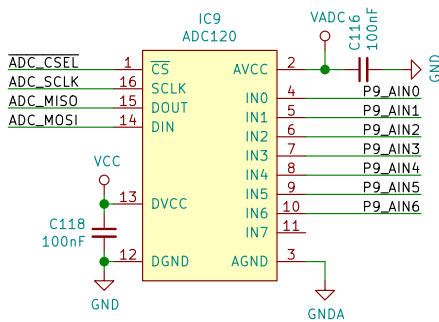 IC9
ADC120
VADC
C116
100nF
GND
ADC_CSEL
ADC_SCLK
ADC_MISO
ADC_MOSI
1
16
15
14
CS
SCLK
DOUT
DIN
AVCC
IN0
IN1
IN2
IN3
IN4
IN5
IN6
IN7
AGND
2
4
5
6
7
8
9
10
11
3
P9_AIN0
P9_AIN1
P9_AIN2
P9_AIN3
P9_AIN4
P9_AIN5
P9_AIN6
VCC
13
DVCC
C118
100nF
12
DGND
GND
GNDA